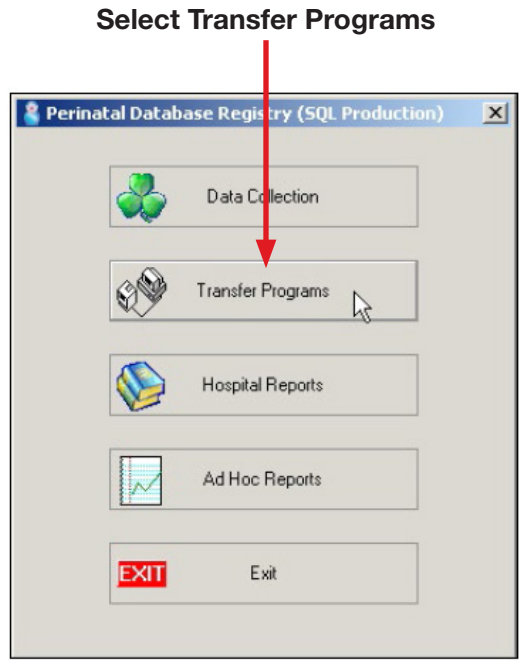 Select Transfer Programs
Perinatal Database Registry (SQL Production)
Data Collection
Transfer Programs
Hospital Reports
Ad Hoc Reports
EXIT Exit